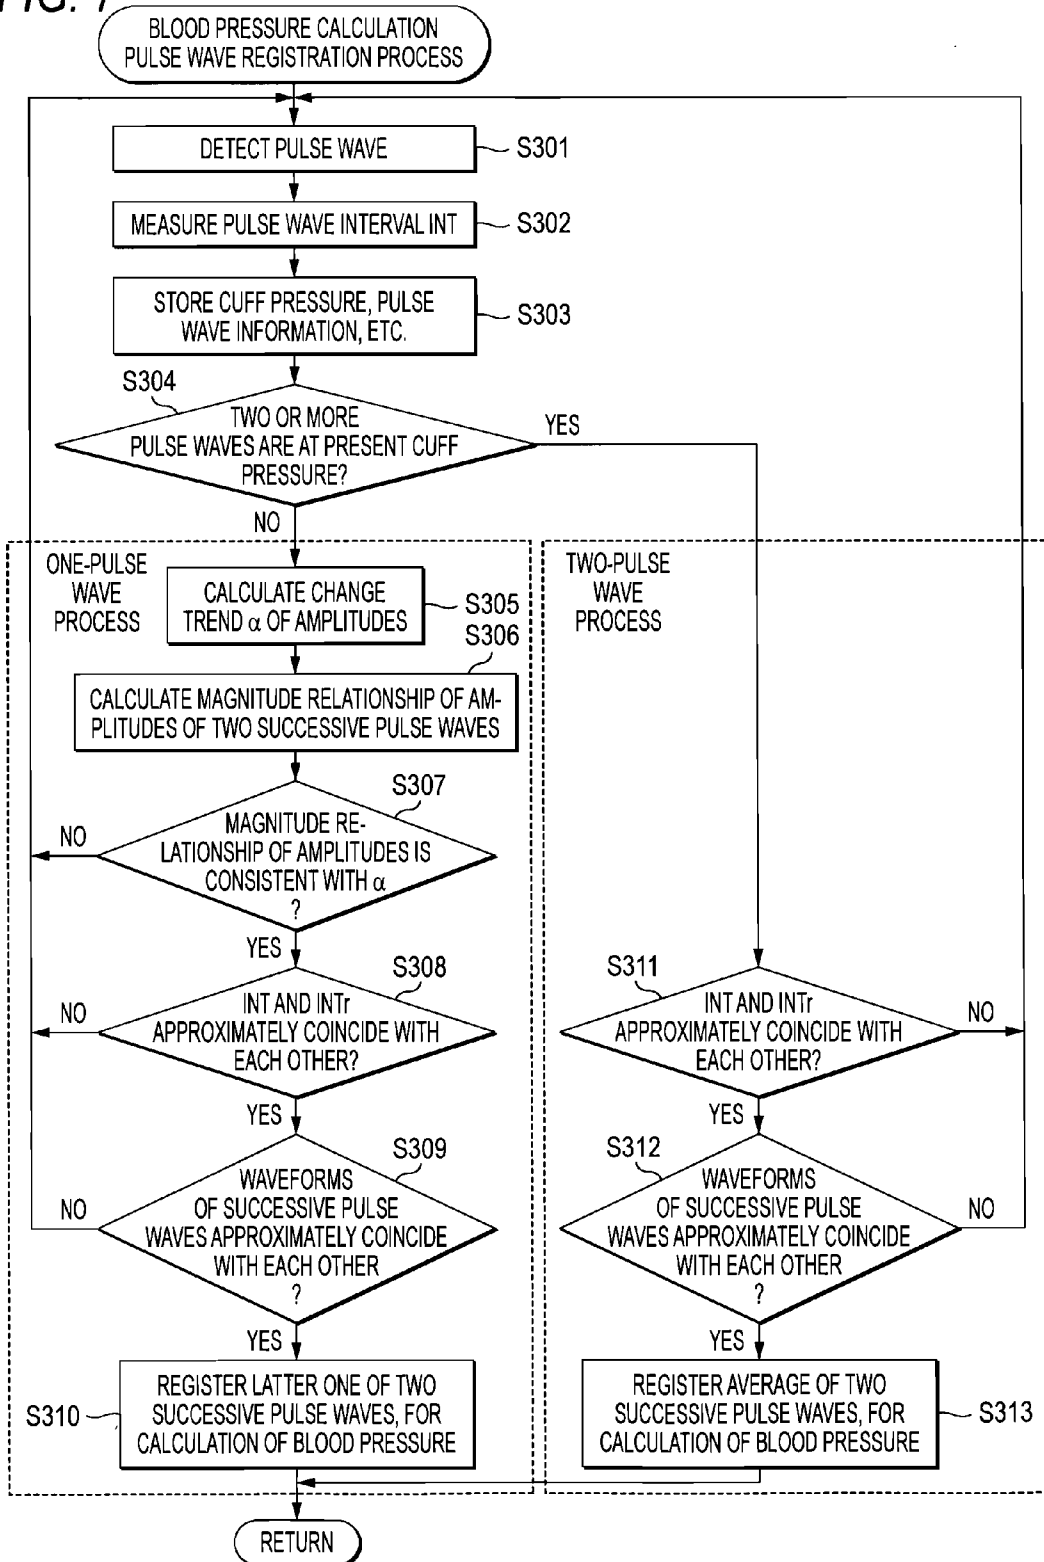 FIG. 7
BLOOD PRESSURE CALCULATION
PULSE WAVE REGISTRATION PROCESS
DETECT PULSE WAVE
S301
MEASURE PULSE WAVE INTERVAL INT
S302
STORE CUFF PRESSURE, PULSE
WAVE INFORMATION, ETC.
S303
S304
TWO OR MORE
PULSE WAVES ARE AT PRESENT CUFF
PRESSURE?
YES
NO
ONE-PULSE
WAVE
PROCESS
CALCULATE CHANGE
TREND α OF AMPLITUDES
S305
S306
CALCULATE MAGNITUDE RELATIONSHIP OF AM-
PLITUDES OF TWO SUCCESSIVE PULSE WAVES
S307
MAGNITUDE RE-
LATIONSHIP OF AMPLITUDES IS
CONSISTENT WITH α
?
NO
YES
S308
INT AND INTr
APPROXIMATELY COINCIDE WITH
EACH OTHER?
NO
YES
S309
WAVEFORMS
OF SUCCESSIVE PULSE
WAVES APPROXIMATELY COINCIDE
WITH EACH OTHER
?
NO
YES
S310
REGISTER LATTER ONE OF TWO
SUCCESSIVE PULSE WAVES, FOR
CALCULATION OF BLOOD PRESSURE
TWO-PULSE
WAVE
PROCESS
S311
INT AND INTr
APPROXIMATELY COINCIDE WITH
EACH OTHER?
NO
YES
S312
WAVEFORMS
OF SUCCESSIVE PULSE
WAVES APPROXIMATELY COINCIDE
WITH EACH OTHER
?
NO
YES
REGISTER AVERAGE OF TWO
SUCCESSIVE PULSE WAVES, FOR
CALCULATION OF BLOOD PRESSURE
S313
RETURN